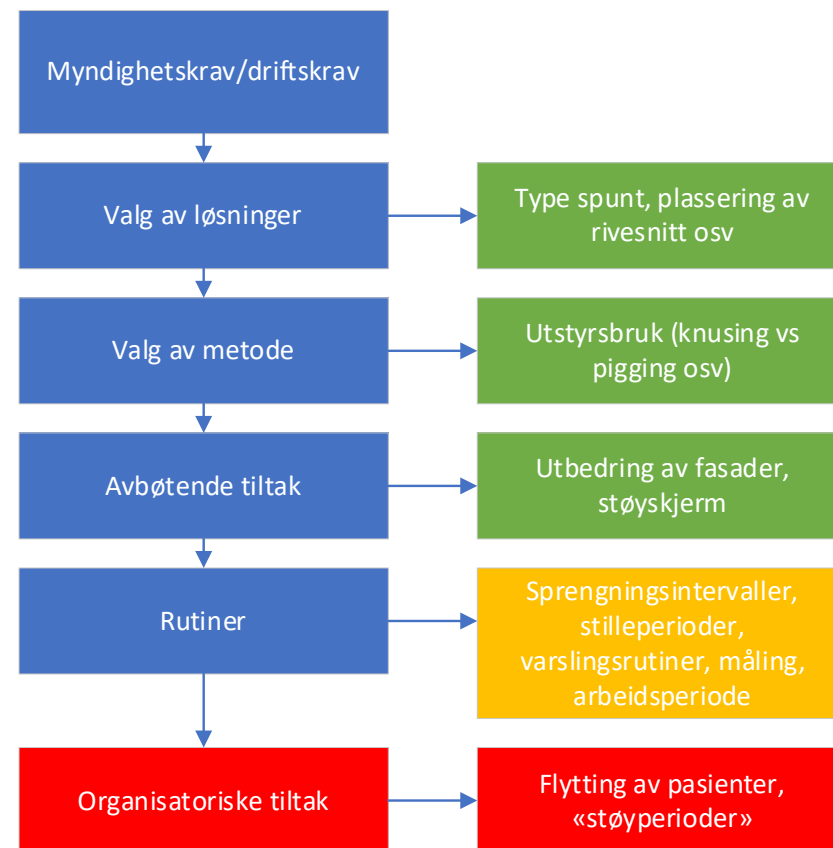 Myndighetskrav/driftskrav
Valg av løsninger
Type spunt, plassering av
rivesnitt osv
Valg av metode
Utstyrsbruk (knusing vs
pigging osv)
Avbøtende tiltak
Utbedring av fasader,
støyskjerm
Rutiner
Sprengningsintervaller,
stilleperioder,
varslingsrutiner, måling,
arbeidsperiode
Organisatoriske tiltak
Flytting av pasienter,
«støyperioder»